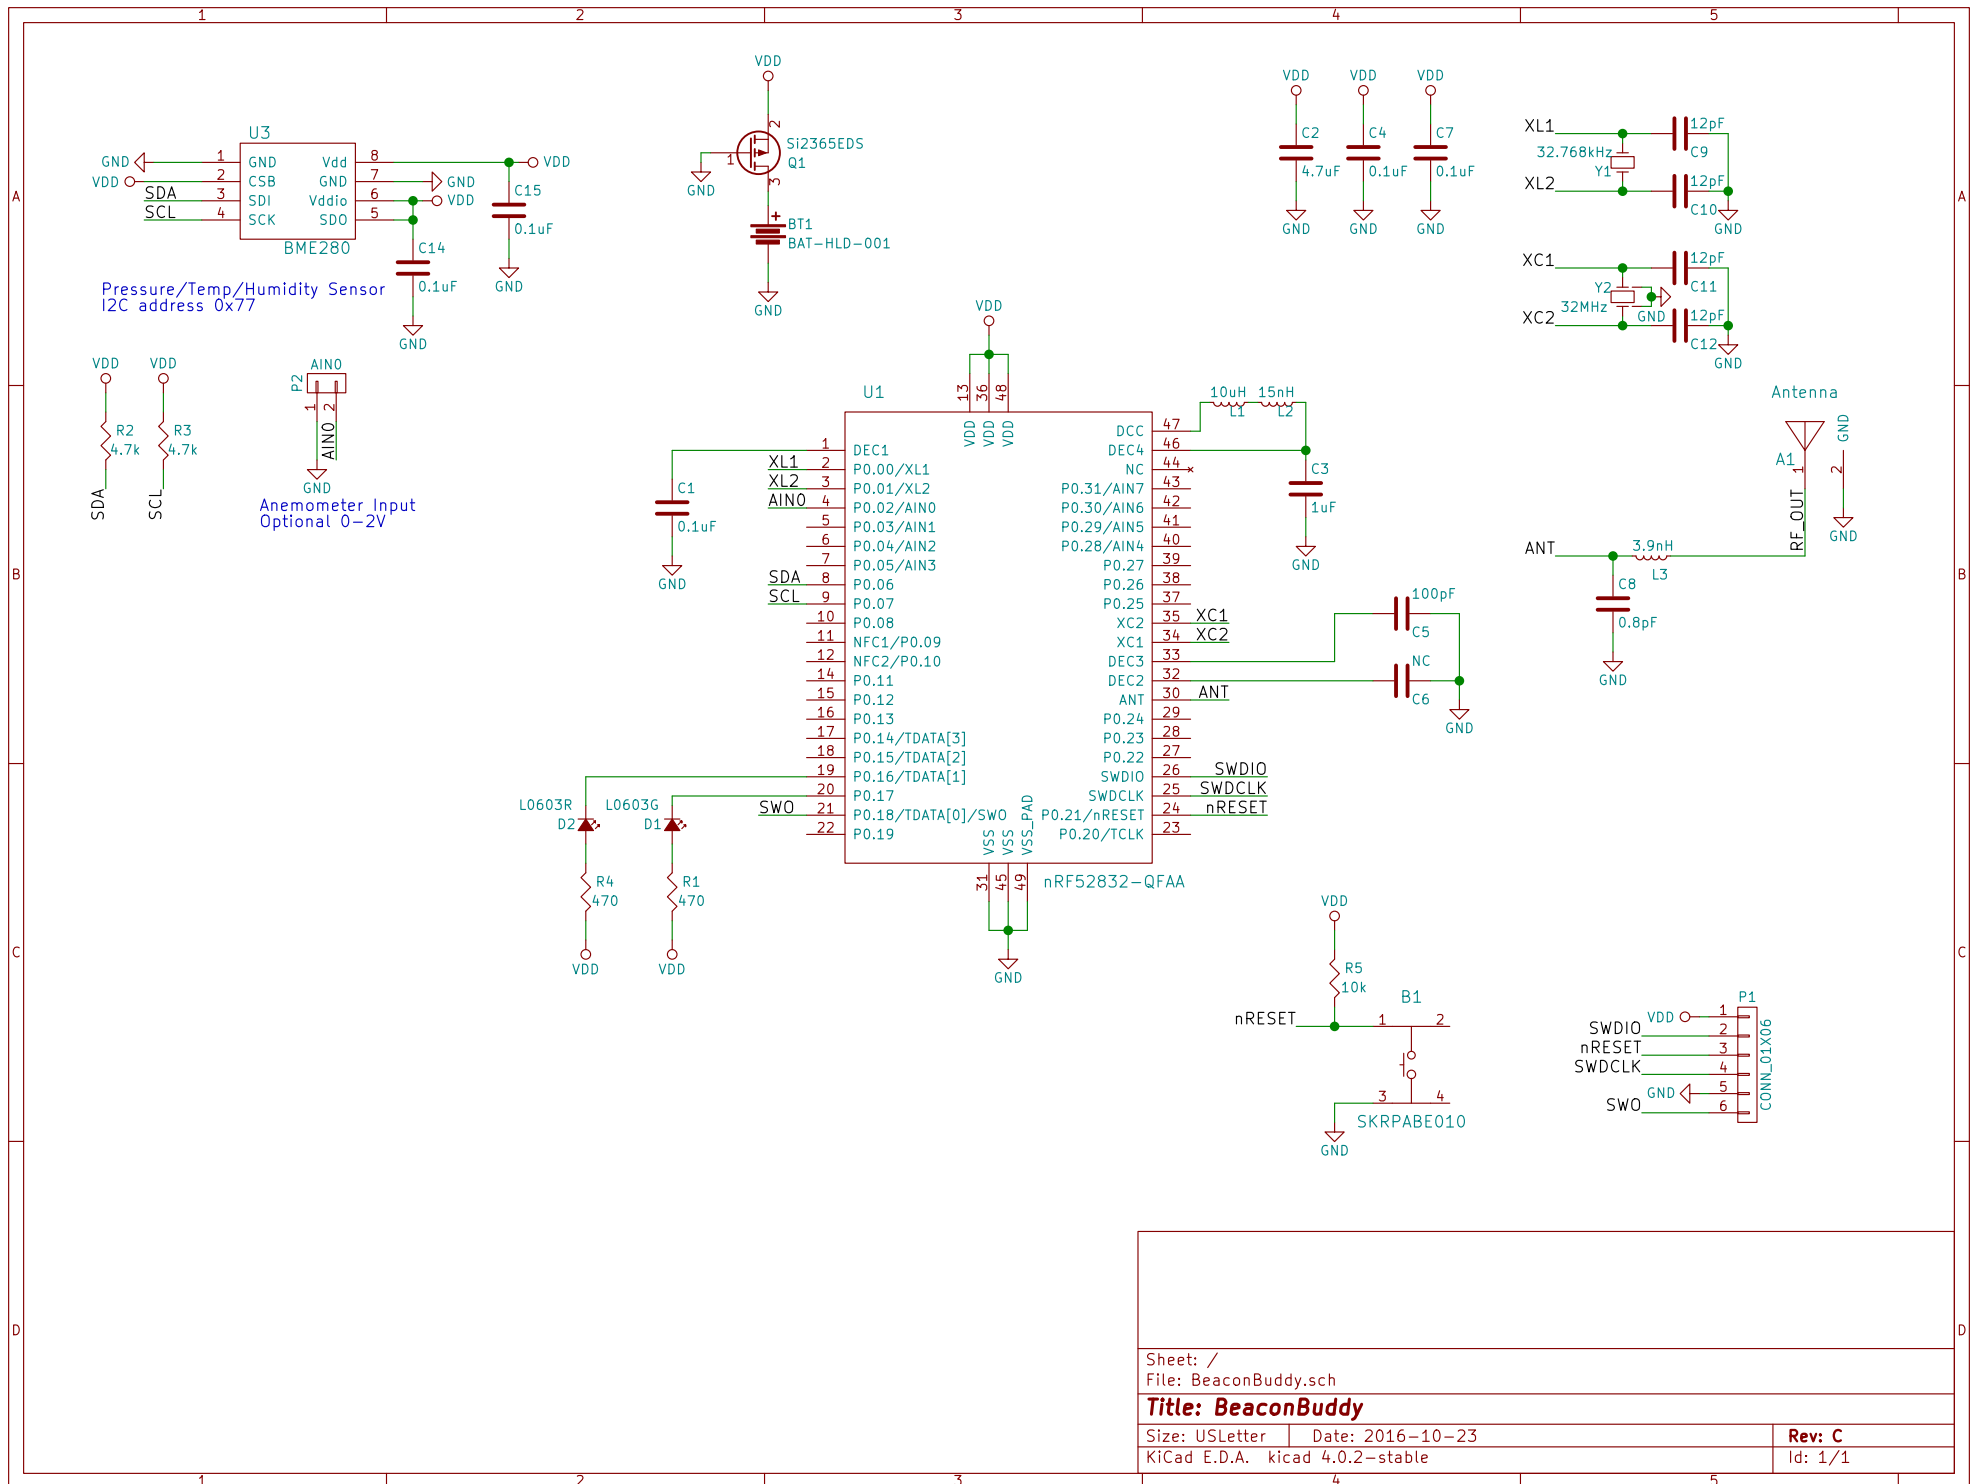 1 2 3 4 5
A
B
C
D
A
B
C
D
1 2 3 4 5
U3
GND 1 GND Vdd 8 VDD
VDD 2 CSB GND 7 GND
SDA 3 SDI Vddio 6 VDD
SCL 4 SCK SDO 5
BME280
C15
0.1uF
GND
C14
0.1uF
GND
Pressure/Temp/Humidity Sensor
I2C address 0x77
VDD
2
Si2365EDS
Q1
1
GND
3
+
BT1
BAT-HLD-001
GND
VDD VDD VDD
C2 C4 C7
4.7uF 0.1uF 0.1uF
GND GND GND
XL1 12pF
C9
32.768kHz
Y1
XL2 12pF
C10
GND
XC1 12pF
C11
Y2
32MHz
GND
XC2 12pF
C12
GND
VDD VDD
R2 R3
4.7k 4.7k
SDA SCL
AIN0
P2
1 2
AIN0
GND
Anemometer Input
Optional 0-2V
VDD
U1
13 36 48
VDD VDD VDD
1 DEC1
XL1 2 P0.00/XL1
XL2 3 P0.01/XL2
AIN0 4 P0.02/AIN0
5 P0.03/AIN1
6 P0.04/AIN2
7 P0.05/AIN3
SDA 8 P0.06
SCL 9 P0.07
10 P0.08
11 NFC1/P0.09
12 NFC2/P0.10
14 P0.11
15 P0.12
16 P0.13
17 P0.14/TDATA[3]
18 P0.15/TDATA[2]
19 P0.16/TDATA[1]
20 P0.17
SWO 21 P0.18/TDATA[0]/SWO
22 P0.19
DCC 47
DEC4 46
NC 44
P0.31/AIN7 43
P0.30/AIN6 42
P0.29/AIN5 41
P0.28/AIN4 40
P0.27 39
P0.26 38
P0.25 37
XC2 35 XC1
XC1 34 XC2
DEC3 33
DEC2 32
ANT 30 ANT
P0.24 29
P0.23 28
P0.22 27
SWDIO 26 SWDIO
SWDCLK 25 SWDCLK
P0.21/nRESET 24 nRESET
P0.20/TCLK 23
VSS VSS VSS_PAD
31 45 49
nRF52832-QFAA
GND
C1
0.1uF
GND
10uH 15nH
L1 L2
C3
1uF
GND
100pF
C5
NC
C6
GND
Antenna
GND
A1
1 2
RF_OUT
GND
ANT 3.9nH
L3
C8
0.8pF
GND
L0603R L0603G
D2 D1
R4 R1
470 470
VDD VDD
VDD
R5
10k
B1
nRESET 1 2
3 4
SKRPABE010
GND
P1
VDD 1
SWDIO 2
nRESET 3
SWDCLK 4
GND 5
SWO 6
CONN_01X06
Sheet: /
File: BeaconBuddy.sch
Title: BeaconBuddy
Size: USLetter Date: 2016-10-23 Rev: C
KiCad E.D.A. kicad 4.0.2-stable Id: 1/1